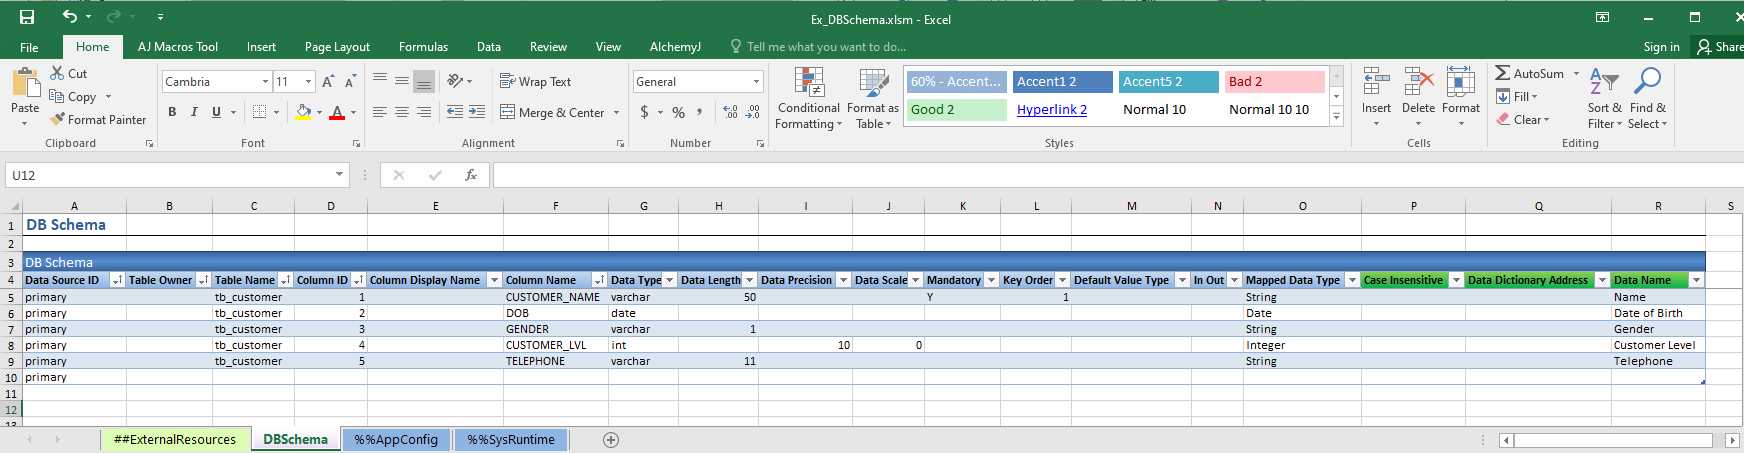 Ex_DBSchema.xlsm - Excel
File Home AJ Macros Tool Insert Page Layout Formulas Data Review View AlchemyJ Tell me what you want to do... Sign in Share
Paste Cut Copy Format Painter Clipboard
Cambria 11 A A B I U A Font
Wrap Text Merge & Center Alignment
General $ % , .00 Number
Conditional Formatting Format as Table
60% - Accent... Accent1 2 Accent5 2 Bad 2
Good 2 Hyperlink 2 Normal 10 Normal 10 10
Styles
Insert Delete Format Cells
AutoSum Fill Clear Sort & Filter Find & Select Editing
U12 fx
A B C D E F G H I J K L M N O P Q R S
1 DB Schema
2
3 DB Schema
4 Data Source ID Table Owner Table Name Column ID Column Display Name Column Name Data Type Data Length Data Precision Data Scale Mandatory Key Order Default Value Type In Out Mapped Data Type Case Insensitive Data Dictionary Address Data Name
5 primary tb_customer 1 CUSTOMER_NAME varchar 50 Y 1 String Name
6 primary tb_customer 2 DOB date Date Date of Birth
7 primary tb_customer 3 GENDER varchar 1 String Gender
8 primary tb_customer 4 CUSTOMER_LVL int 10 0 Integer Customer Level
9 primary tb_customer 5 TELEPHONE varchar 11 String Telephone
10 primary
11
12
##ExternalResources DBSchema %%AppConfig %%SysRuntime